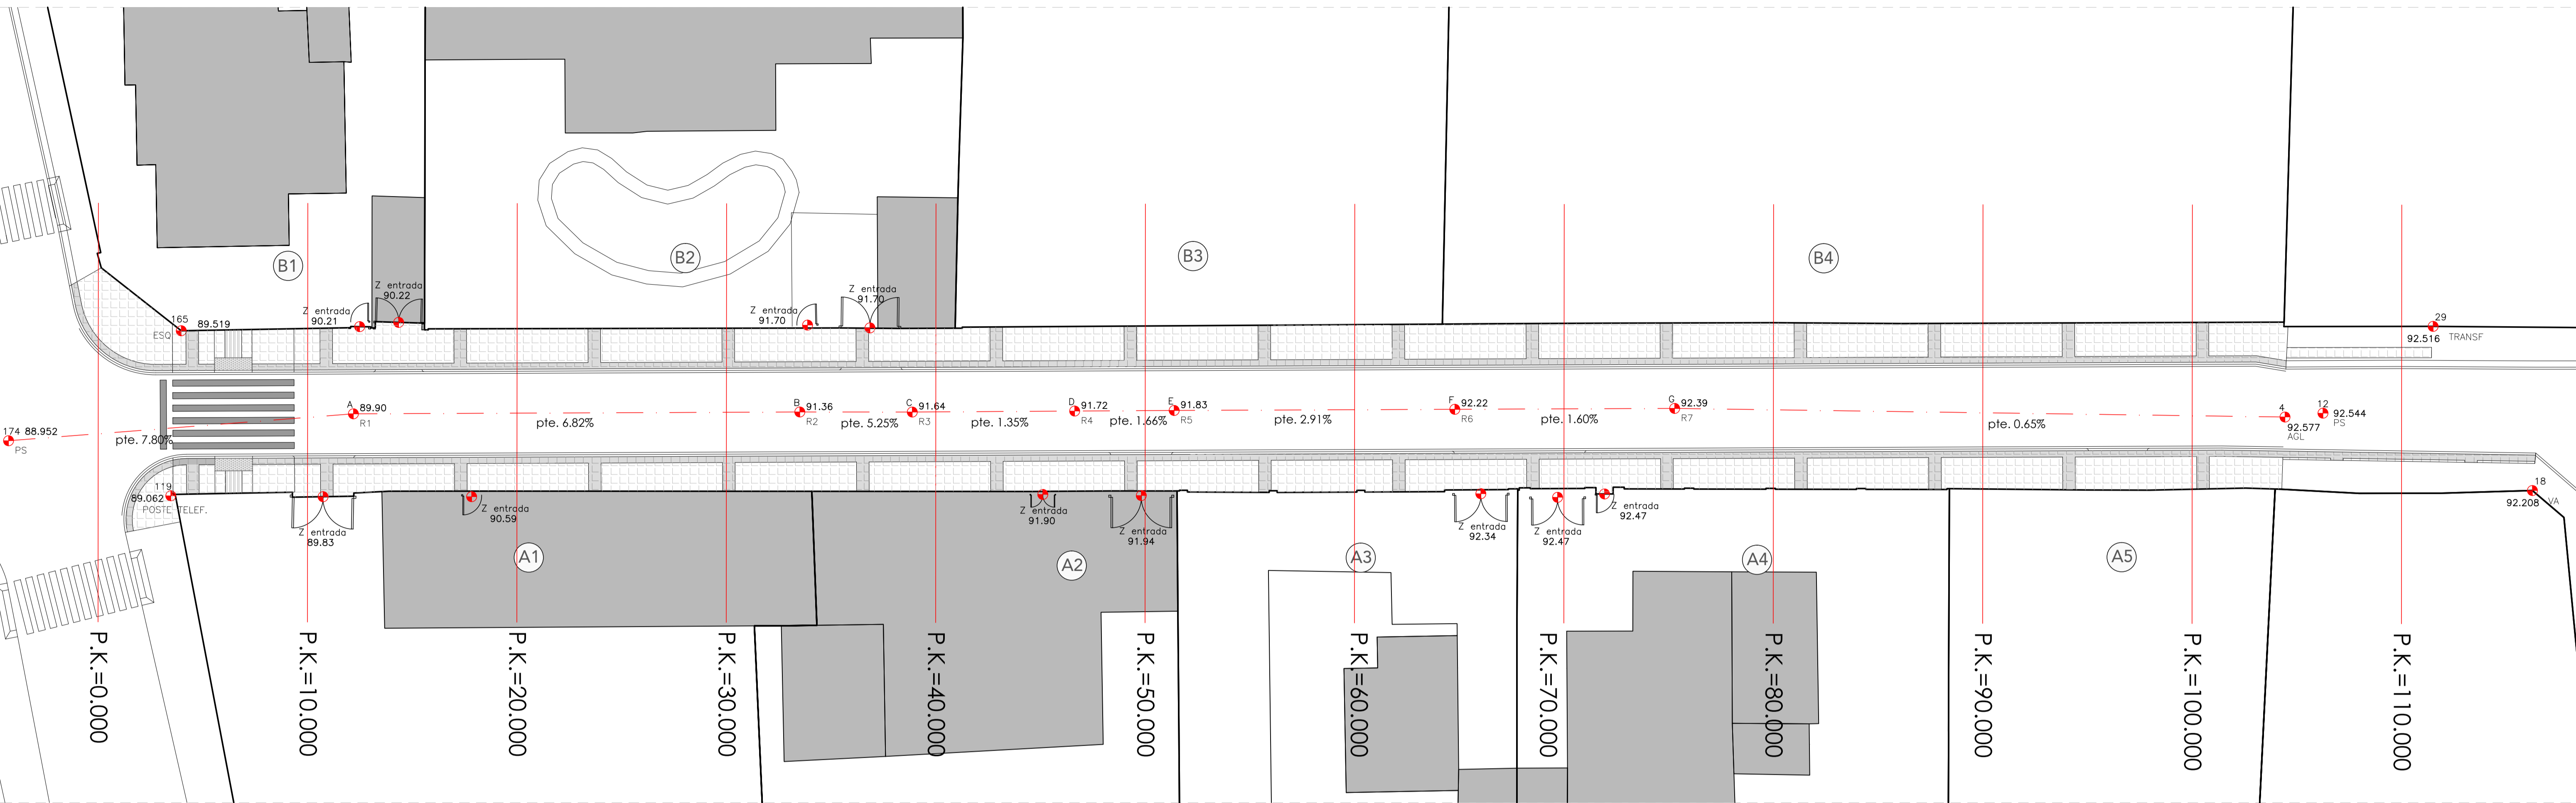 B1
B2
B3
B4
Z entrada
90.22
Z entrada
90.21
Z entrada
91.70
Z entrada
91.70
165
89.519
ESQ
29
92.516
TRANSF
174 88.952
PS
pte. 7.80%
A
89.90
R1
pte. 6.82%
B
91.36
R2
pte. 5.25%
C
91.64
R3
pte. 1.35%
D
91.72
R4
pte. 1.66%
E
91.83
R5
pte. 2.91%
F
92.22
R6
pte. 1.60%
G
92.39
R7
pte. 0.65%
4
92.577
AGL
12
92.544
PS
119
89.062
POSTE TELEF.
Z entrada
89.83
Z entrada
90.59
Z entrada
91.90
Z entrada
91.94
Z entrada
92.34
Z entrada
92.47
Z entrada
92.47
18
92.208
VA
A1
A2
A3
A4
A5
P.K.=0.000
P.K.=10.000
P.K.=20.000
P.K.=30.000
P.K.=40.000
P.K.=50.000
P.K.=60.000
P.K.=70.000
P.K.=80.000
P.K.=90.000
P.K.=100.000
P.K.=110.000